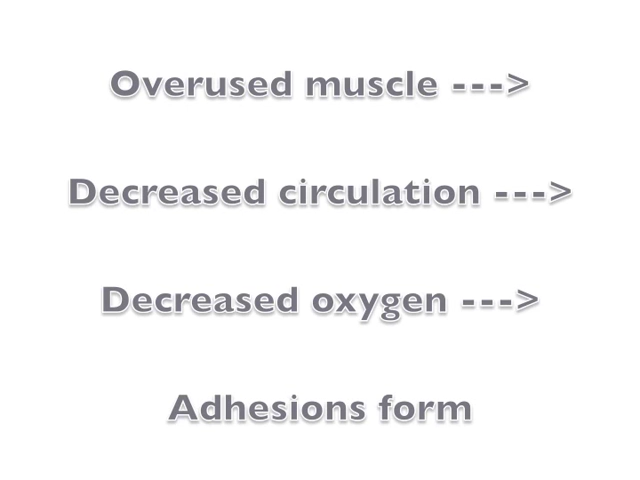 Overused muscle --->
Decreased circulation --->
Decreased oxygen --->
Adhesions form